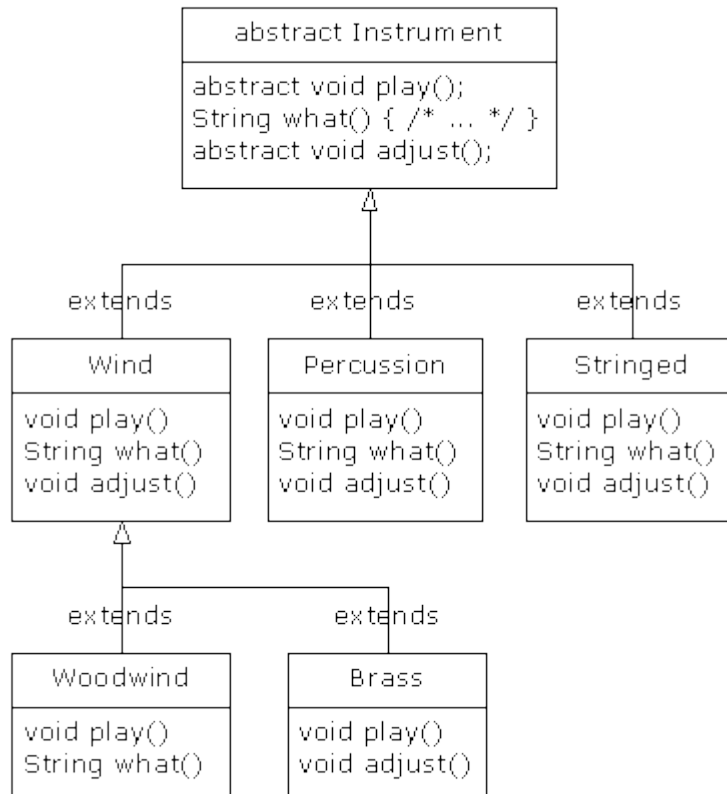 abstract Instrument
abstract void play();
String what() { /* ... */ }
abstract void adjust();
extends extends extends
Wind
void play()
String what()
void adjust()
Percussion
void play()
String what()
void adjust()
Stringed
void play()
String what()
void adjust()
extends extends
Woodwind
void play()
String what()
Brass
void play()
void adjust()